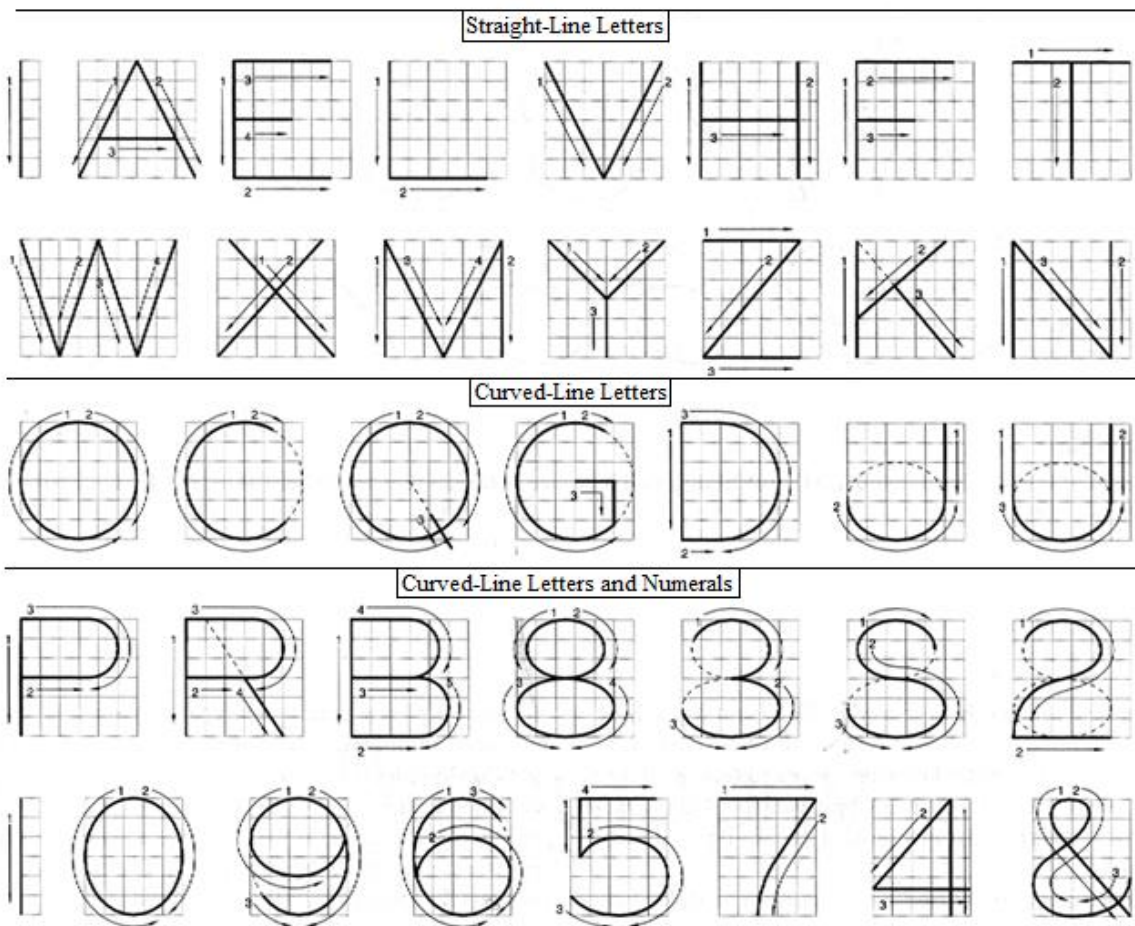 Straight-Line Letters
I A E L V H F T
W X M Y Z K N
Curved-Line Letters
O C Q G D J U
Curved-Line Letters and Numerals
P R B 8 3 S 2
1 0 9 6 5 7 4 &